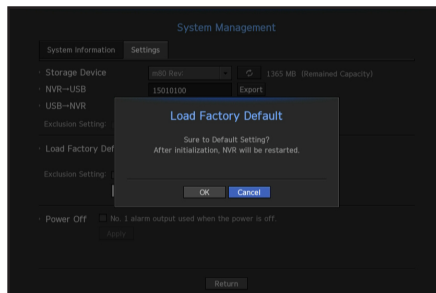 System Management
System Information Settings
· Storage Device m80 Rev 1365 MB (Remained Capacity)
· NVR→USB 15010100 Export
· USB→NVR
Exclusion Setting:
Load Factory Default
Sure to Default Setting?
After initialization, NVR will be restarted.
OK Cancel
· Load Factory Def
Exclusion Setting:
· Power Off No. 1 alarm output used when the power is off.
Apply
Return